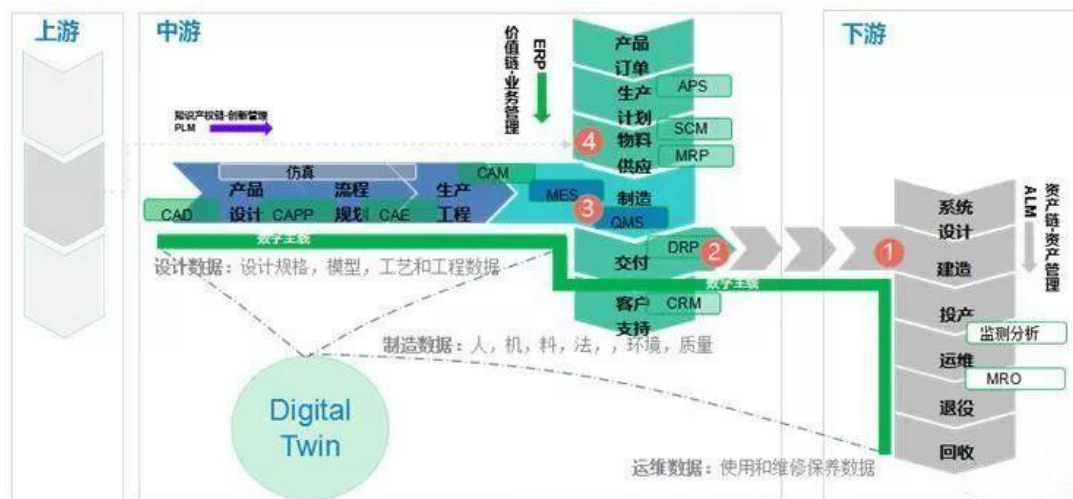 上游
中游
下游
价值链-业务管理
ERP
产品
订单
生产
计划
物料
供应
制造
交付
客户
支持
APS
SCM
MRP
4
知识产权链-创新管理
PLM
仿真
产品
设计
流程
规划
生产
工程
CAD
CAPP
CAE
CAM
MES
3
QMS
DRP
2
1
CRM
数字主线
数字主线
设计数据：设计规格，模型，工艺和工程数据
制造数据：人，机，料，法，，环境，质量
Digital
Twin
运维数据：使用和维修保养数据
系统
设计
建造
投产
运维
退役
回收
资产链-资产管理
ALM
监测分析
MRO